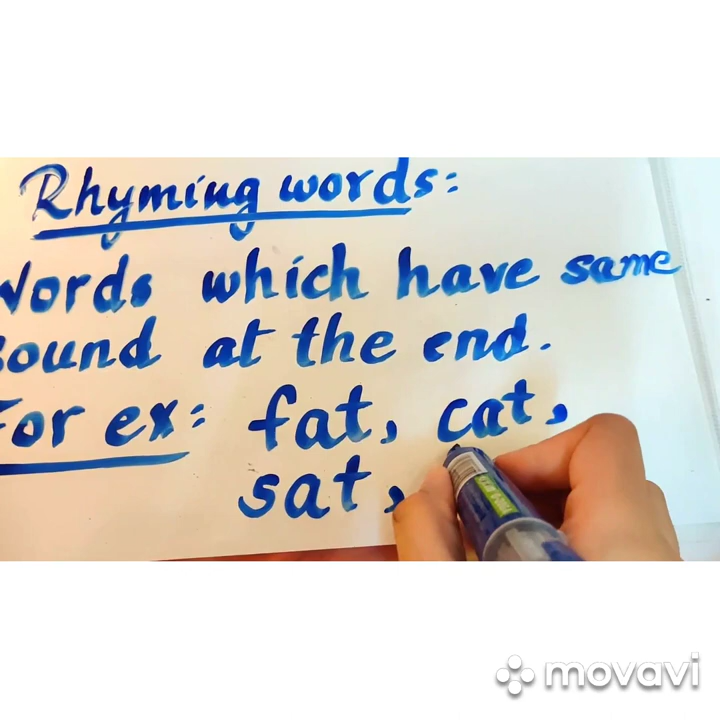 Rhyming words:
Words which have same
sound at the end.
For ex: fat, cat,
sat,
movavi